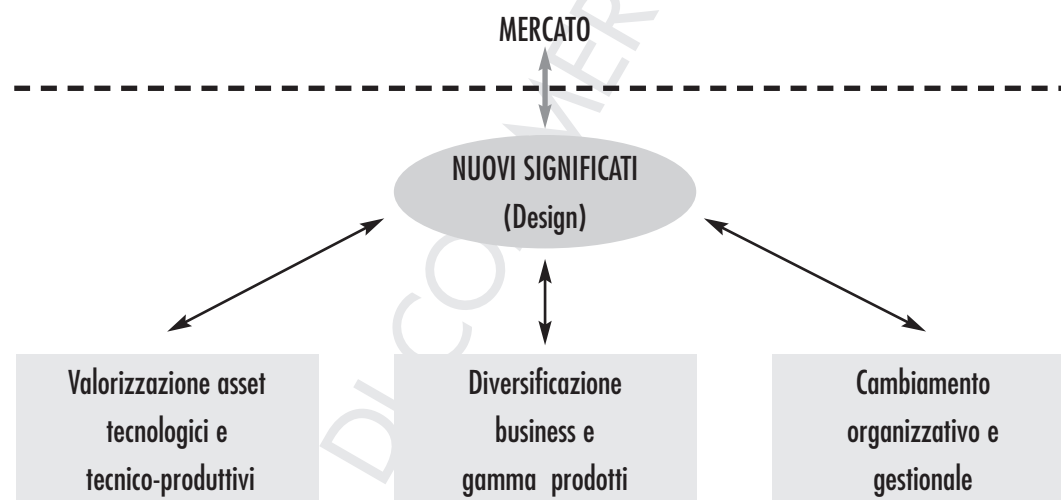 MERCATO
NUOVI SIGNIFICATI
(Design)
Valorizzazione asset
tecnologici e
tecnico-produttivi
Diversificazione
business e
gamma prodotti
Cambiamento
organizzativo e
gestionale